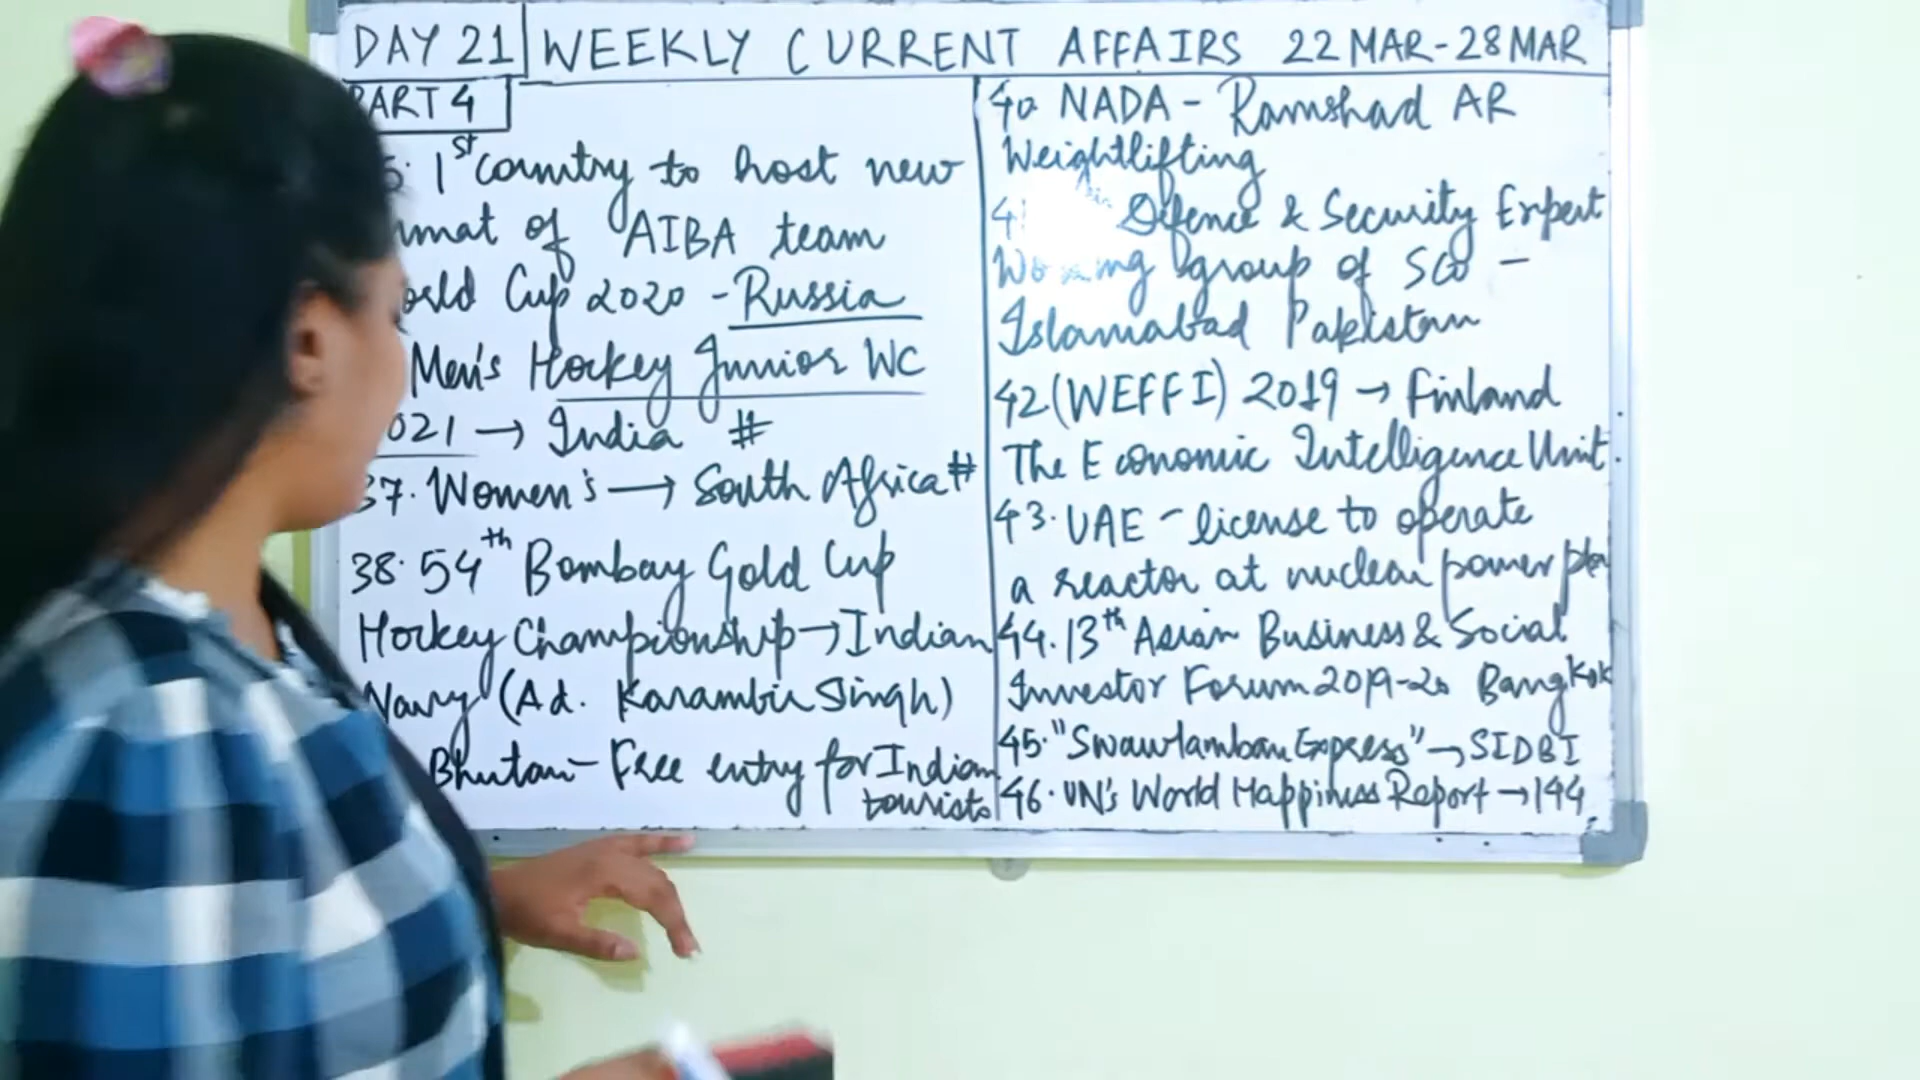 DAY 21 WEEKLY CURRENT AFFAIRS 22 MAR-28 MAR
PART 4
1st country to host new
of AIBA team
Cup 2020 - Russia
Men's Hockey Junior WC
021 → India #
37. Women's → South Africa #
38. 54th Bombay Gold Cup
Hockey Championship → Indian
Navy (Ad. Karambir Singh)
Bhutan - Free entry for Indian
tourists
40 NADA - Ramshad AR
Weightlifting
Defence & Security Expert
group of SCO -
Islamabad Pakistan
42 (WEFFI) 2019 → Finland
The Economic Intelligence Unit.
43. UAE - license to operate
a reactor at nuclear power
44. 13th Asian Business & Social
Investor Forum 2019-20 Bangkok
45. "Swawlamban Express" → SIDBI
46. UN's World Happiness Report → 144